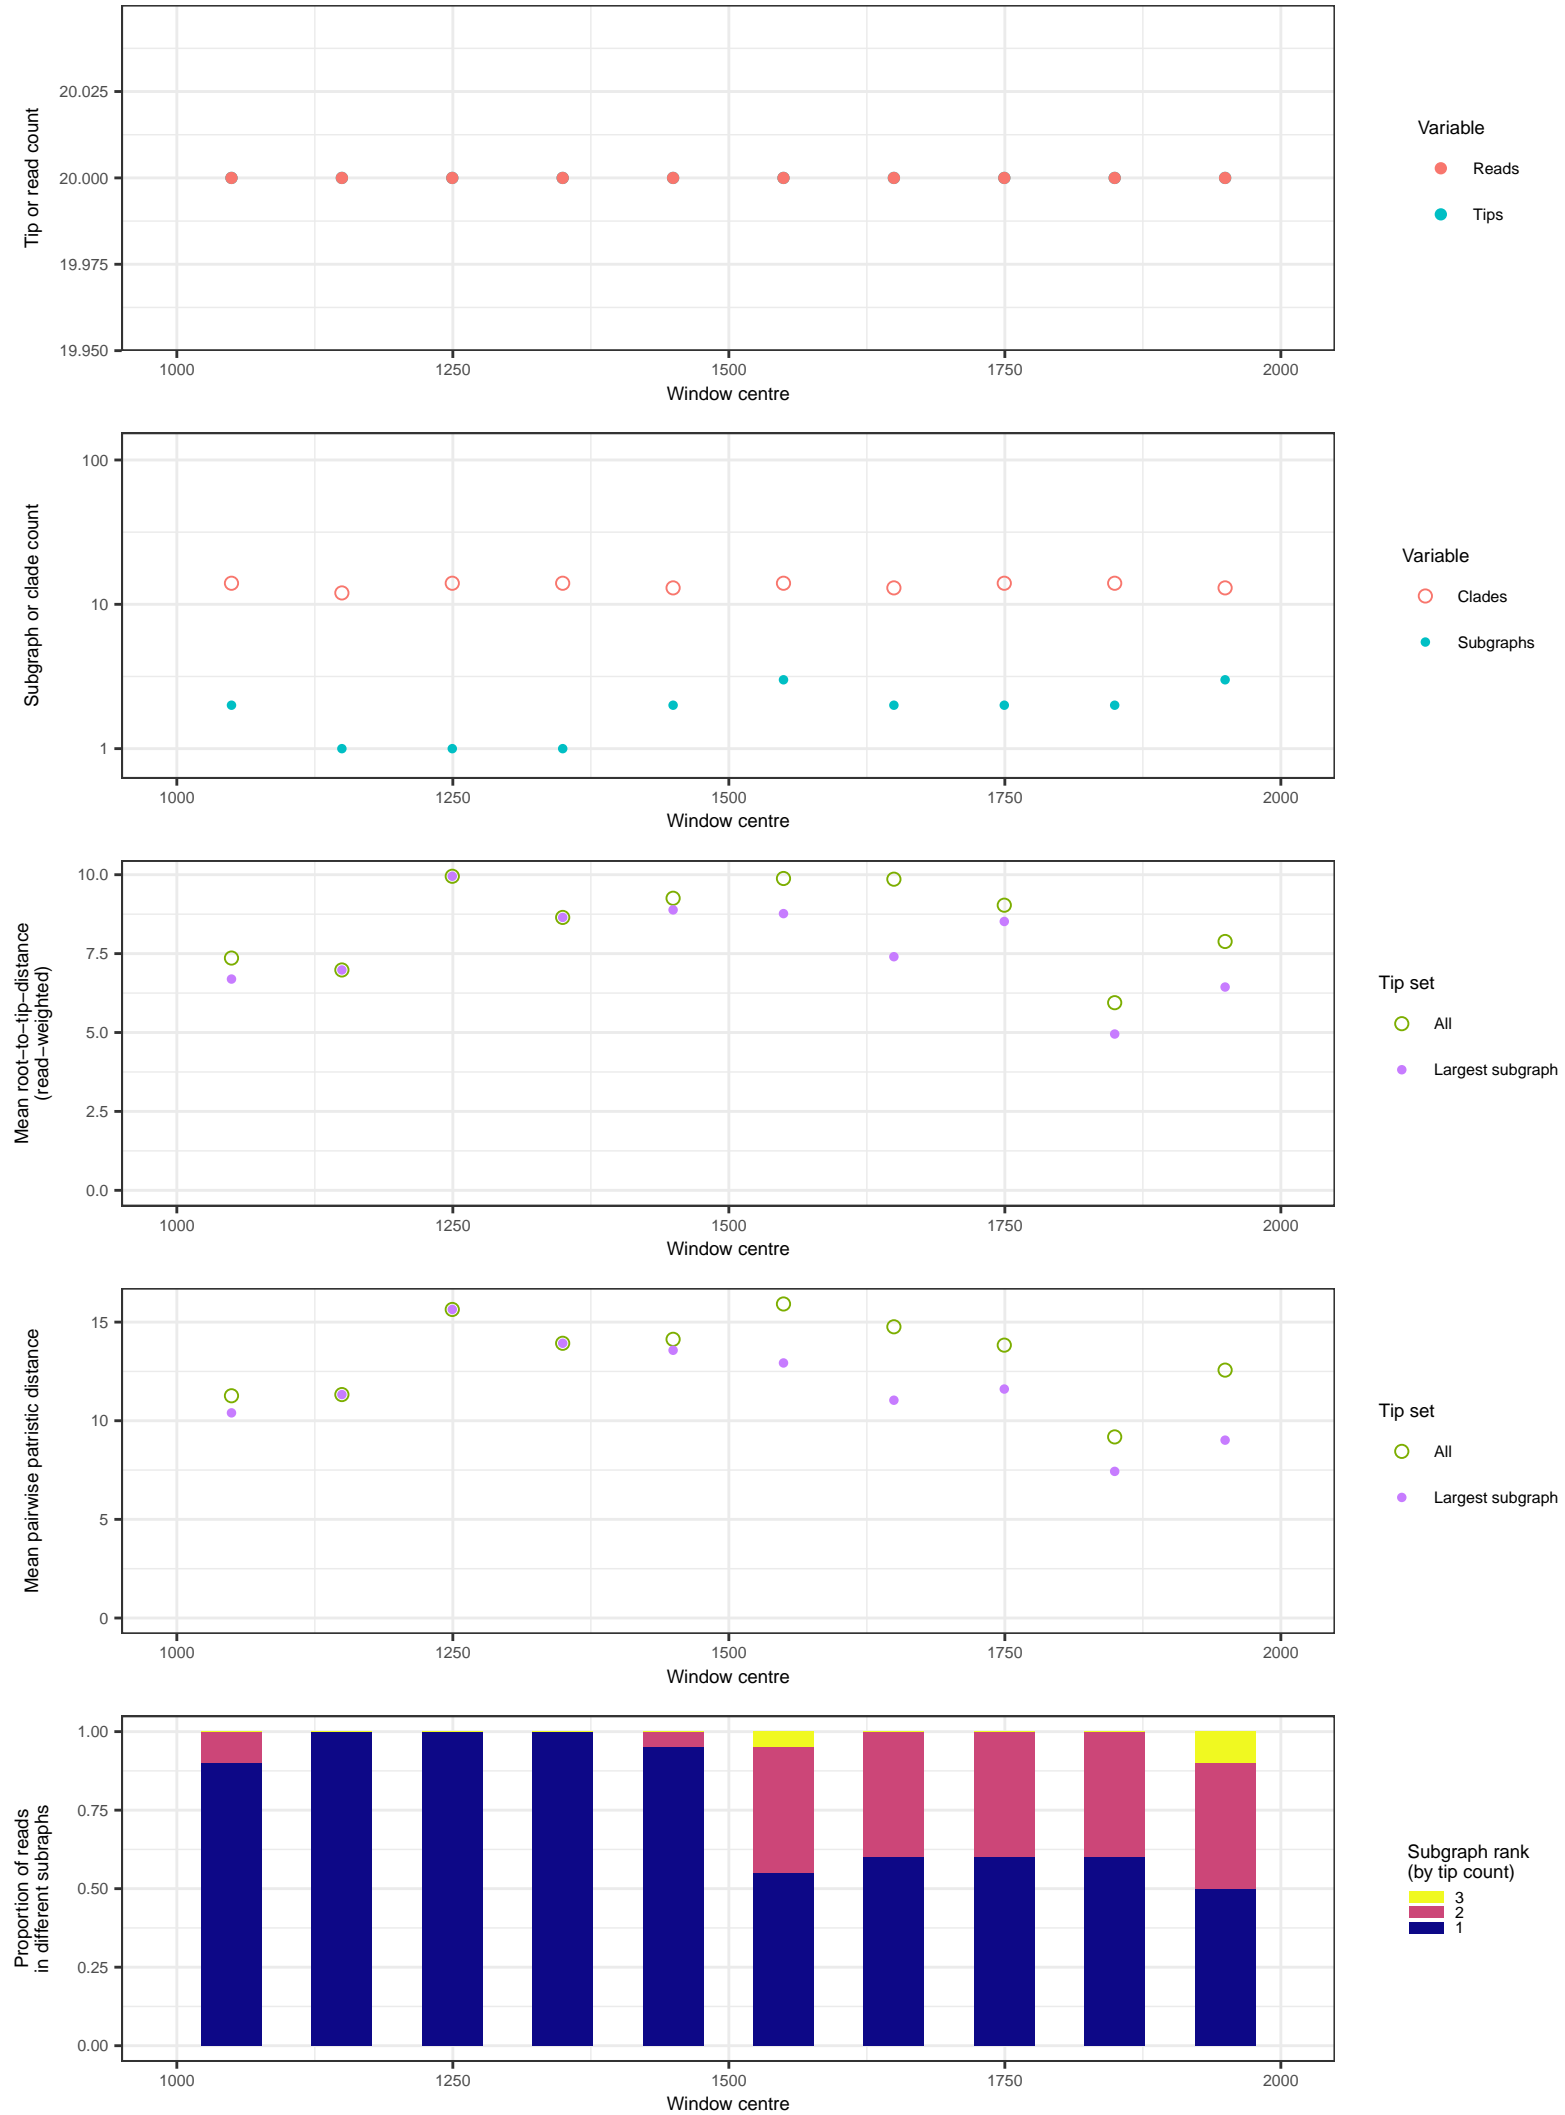 Tip or read count
20.025
20.000
19.975
19.950
1000 1250 1500 1750 2000
Window centre
Variable
Reads
Tips
Subgraph or clade count
100
10
1
1000 1250 1500 1750 2000
Window centre
Variable
Clades
Subgraphs
Mean root−to−tip−distance
(read−weighted)
10.0
7.5
5.0
2.5
0.0
1000 1250 1500 1750 2000
Window centre
Tip set
All
Largest subgraph
Mean pairwise patristic distance
15
10
5
0
1000 1250 1500 1750 2000
Window centre
Tip set
All
Largest subgraph
Proportion of reads
in different subraphs
1.00
0.75
0.50
0.25
0.00
1000 1250 1500 1750 2000
Window centre
Subgraph rank
(by tip count)
3
2
1